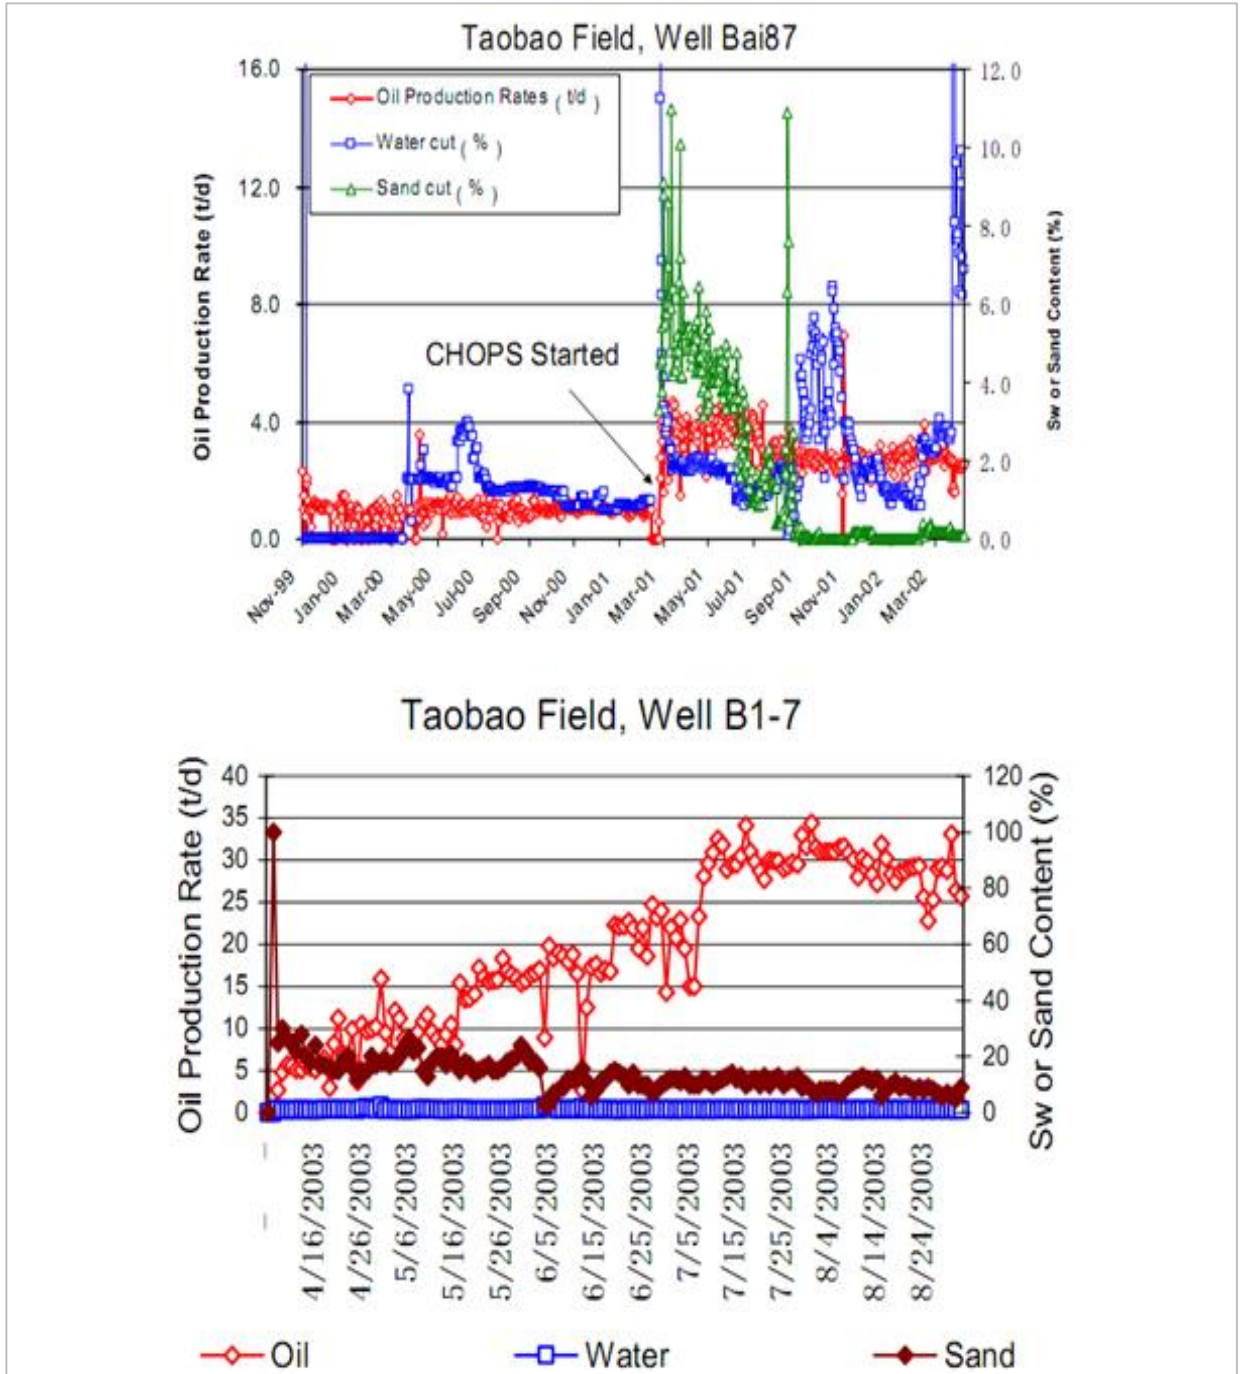 Taobao Field, Well Bai87
Oil Production Rate (t/d)
16.0
12.0
8.0
4.0
0.0
Oil Production Rates ( t/d )
Water cut ( % )
Sand cut ( % )
CHOPS Started
12.0
10.0
8.0
6.0
4.0
2.0
0.0
Sw or Sand Content (%)
Nov-99 Jan-00 Mar-00 May-00 Jul-00 Sep-00 Nov-00 Jan-01 Mar-01 May-01 Jul-01 Sep-01 Nov-01 Jan-02 Mar-02
Taobao Field, Well B1-7
Oil Production Rate (t/d)
40
35
30
25
20
15
10
5
0
120
100
80
60
40
20
0
Sw or Sand Content (%)
4/16/2003 4/26/2003 5/6/2003 5/16/2003 5/26/2003 6/5/2003 6/15/2003 6/25/2003 7/5/2003 7/15/2003 7/25/2003 8/4/2003 8/14/2003 8/24/2003
Oil Water Sand